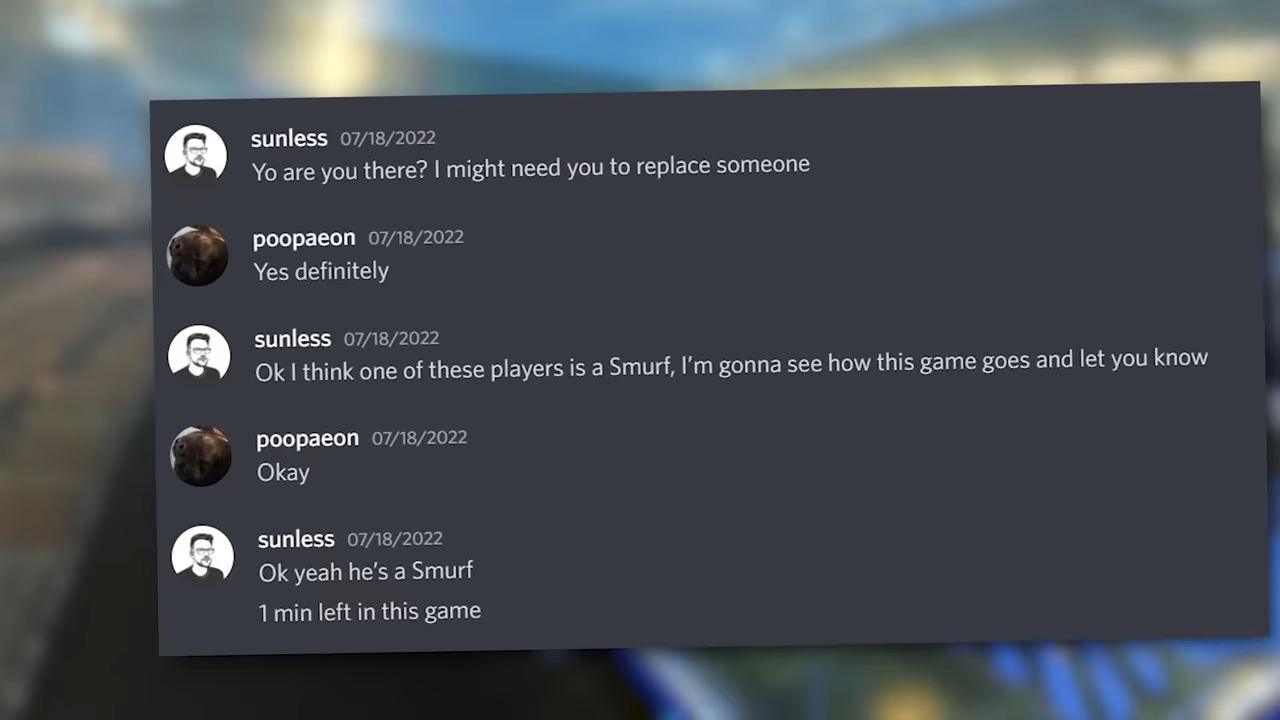 sunless 07/18/2022
Yo are you there? I might need you to replace someone
poopaeon 07/18/2022
Yes definitely
sunless 07/18/2022
Ok I think one of these players is a Smurf, I'm gonna see how this game goes and let you know
poopaeon 07/18/2022
Okay
sunless 07/18/2022
Ok yeah he's a Smurf
1 min left in this game